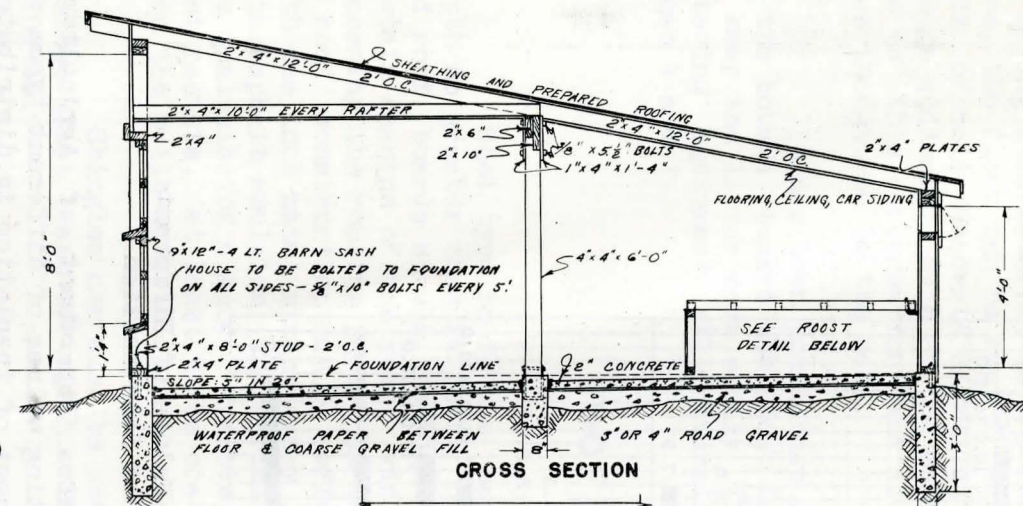 2"x 4"x 12'-0"
2' O.C.
SHEATHING AND PREPARED ROOFING
2"x 4"x 10'-0" EVERY RAFTER
2"x 4"x 12'-0"
2' O.C.
2"x4"
2"x 6"
2"x 10"
" x 5½" BOLTS
1"x 4"x 1'-4"
2"x 4" PLATES
FLOORING, CEILING, CAR SIDING
8'-0"
9"x 12"-4 LT. BARN SASH
HOUSE TO BE BOLTED TO FOUNDATION
ON ALL SIDES - ⅝"x 10" BOLTS EVERY 5'
4"x 4"x 6'-0"
4'-0"
1'-4"
SEE ROOST
DETAIL BELOW
2"x 4"x 8'-0" STUD - 2' O.C.
2"x 4" PLATE
FOUNDATION LINE
2" CONCRETE
SLOPE: 5" IN 20'
WATERPROOF PAPER BETWEEN
FLOOR & COARSE GRAVEL FILL
8"
3" OR 4" ROAD GRAVEL
3'-0"
CROSS SECTION